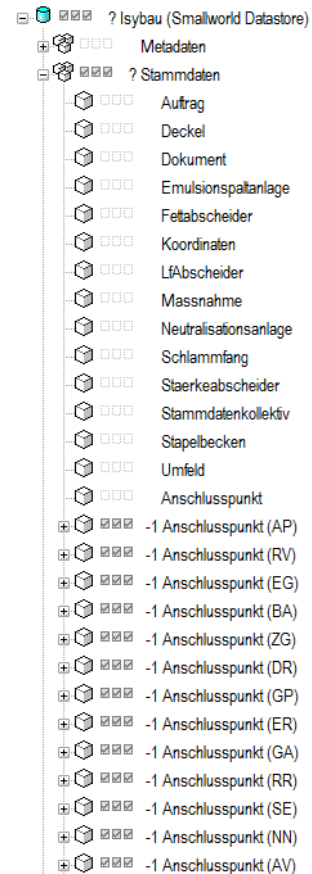 ? Isybau (Smallworld Datastore)
Metadaten
? Stammdaten
Auftrag
Deckel
Dokument
Emulsionspaltanlage
Fettabscheider
Koordinaten
LfAbscheider
Massnahme
Neutralisationsanlage
Schlammfang
Staerkeabscheider
Stammdatenkollektiv
Stapelbecken
Umfeld
Anschlusspunkt
-1 Anschlusspunkt (AP)
-1 Anschlusspunkt (RV)
-1 Anschlusspunkt (EG)
-1 Anschlusspunkt (BA)
-1 Anschlusspunkt (ZG)
-1 Anschlusspunkt (DR)
-1 Anschlusspunkt (GP)
-1 Anschlusspunkt (ER)
-1 Anschlusspunkt (GA)
-1 Anschlusspunkt (RR)
-1 Anschlusspunkt (SE)
-1 Anschlusspunkt (NN)
-1 Anschlusspunkt (AV)